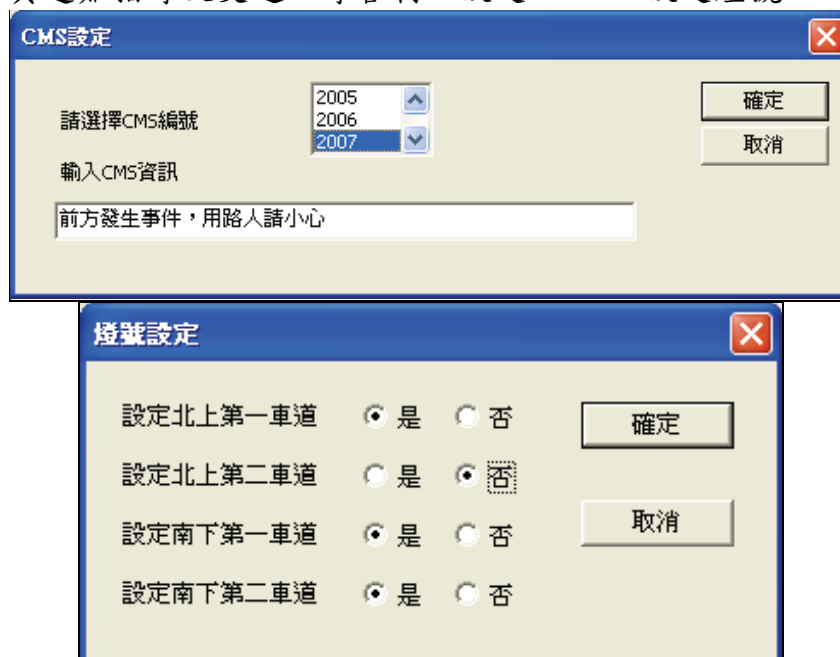 CMS設定
2005
請選擇CMS編號
2006
2007
確定
取消
輸入CMS資訊
前方發生事件，用路人請小心
燈號設定
設定北上第一車道 是 否
確定
設定北上第二車道 是 否
設定南下第一車道 是 否
取消
設定南下第二車道 是 否